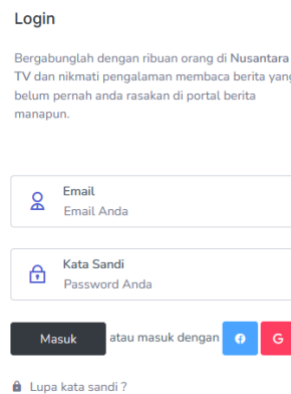 Login
Bergabunglah dengan ribuan orang di Nusantara
TV dan nikmati pengalaman membaca berita yang
belum pernah anda rasakan di portal berita
manapun.
Email
Email Anda
Kata Sandi
Password Anda
Masuk atau masuk dengan G
Lupa kata sandi ?